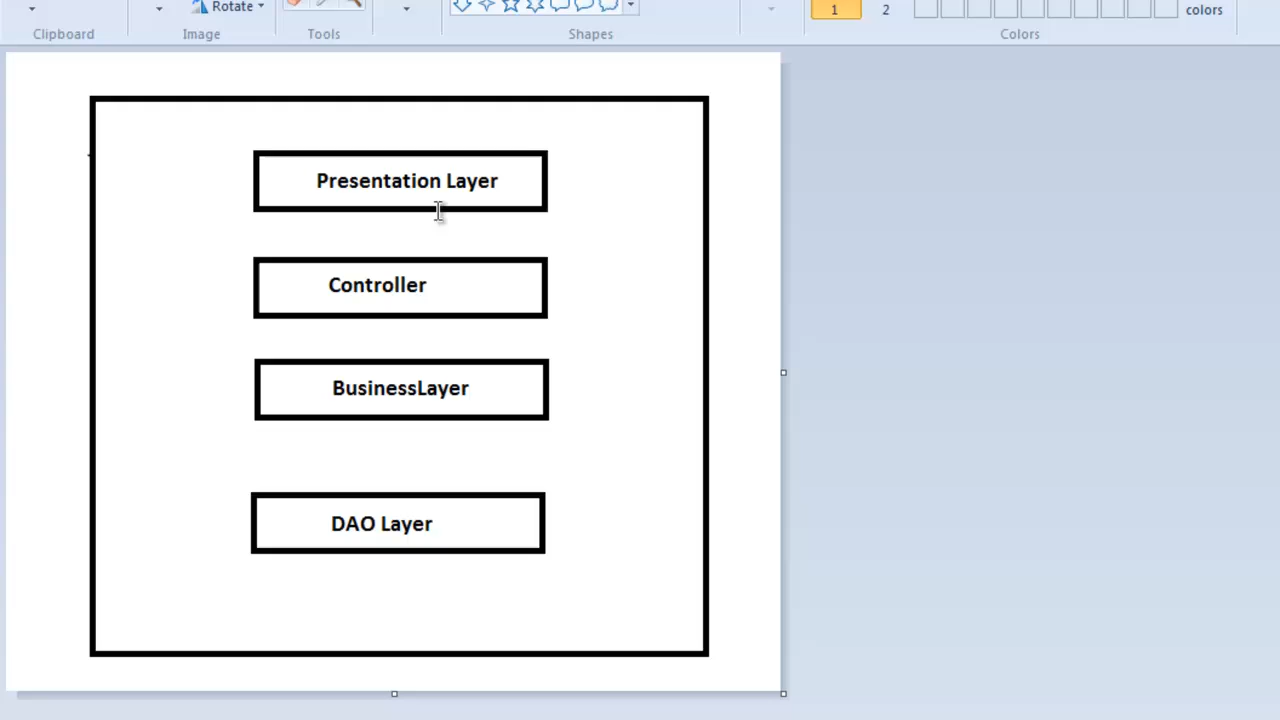 Rotate
1 2 colors
Clipboard Image Tools Shapes Colors
Presentation Layer
Controller
BusinessLayer
DAO Layer